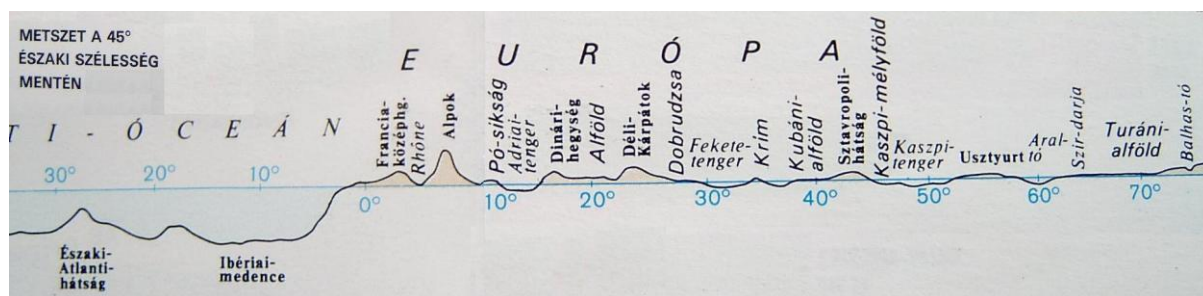 METSZET A 45°
ÉSZAKI SZÉLESSÉG
MENTÉN
E U R Ó P A
T I - Ó C E Á N
Francia-
középhg.
Rhône
Alpok
Pó-síkság
Adriai-
tenger
Dinári-
hegység
Alföld
Déli-
Kárpátok
Dobrudzsa
Fekete-
tenger
Krím
Kubáni-
alföld
Sztavropoli-
hátság
Kaszpi-mélyföld
Kaszpi-
tenger
Usztyurt
Aral-
tó
Szir-darja
Turáni-
alföld
Balhas-tó
30° 20° 10° 0° 10° 20° 30° 40° 50° 60° 70°
Északi-
Atlanti-
hátság
Ibériai-
medence